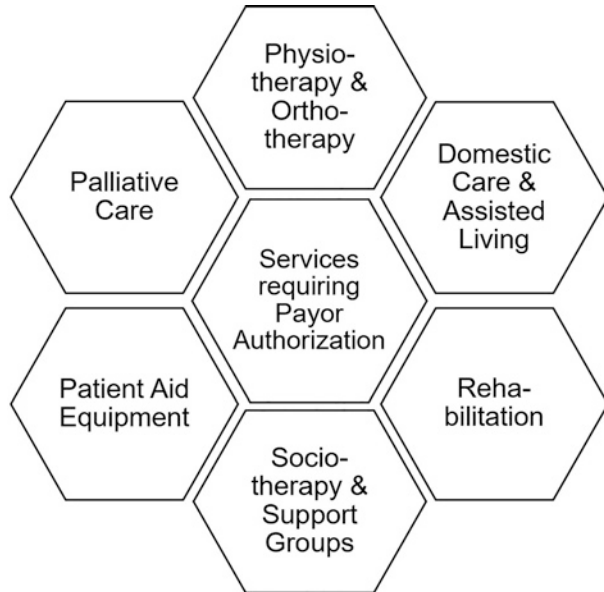 Physio-
therapy &
Ortho-
therapy
Palliative
Care
Domestic
Care &
Assisted
Living
Services
requiring
Payor
Authorization
Patient Aid
Equipment
Reha-
bilitation
Socio-
therapy &
Support
Groups